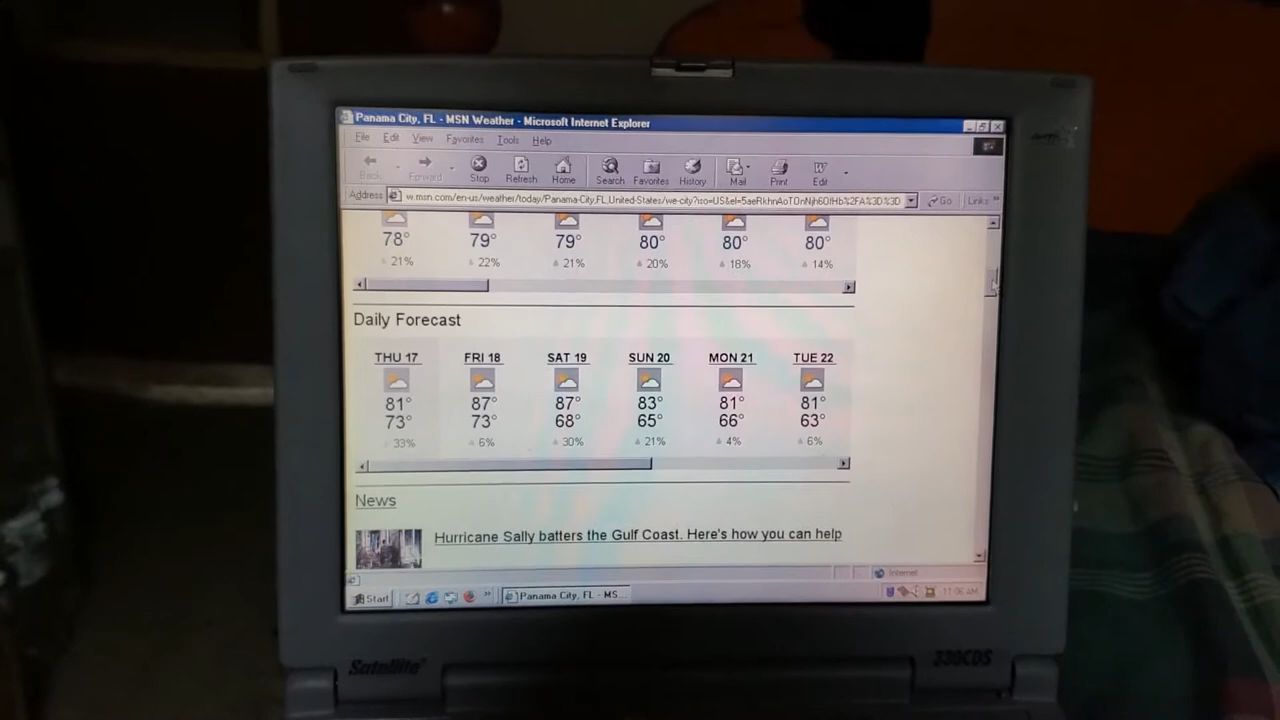 Panama City, FL - MSN Weather - Microsoft Internet Explorer
File Edit View Favorites Tools Help
Back Forward Stop Refresh Home Search Favorites History Mail Print Edit
Address Go Links »
78° 79° 79° 80° 80° 80°
21% 22% 21% 20% 18% 14%
Daily Forecast
THU 17 FRI 18 SAT 19 SUN 20 MON 21 TUE 22
81° 87° 87° 83° 81° 81°
73° 73° 68° 65° 66° 63°
33% 6% 30% 21% 4% 6%
News
Hurricane Sally batters the Gulf Coast. Here's how you can help
Internet
Start » Panama City, FL - MS... 11:06 AM
Satellite 330CDS